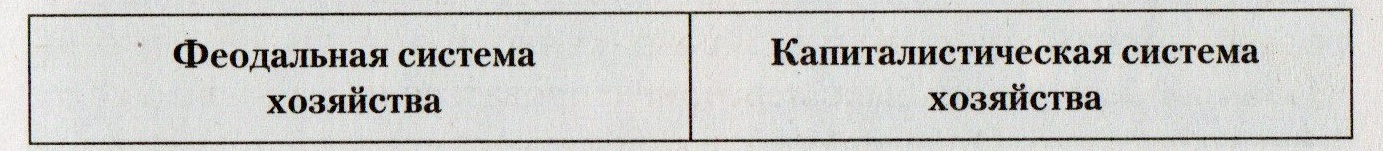 Феодальная система
хозяйства
Капиталистическая система
хозяйства